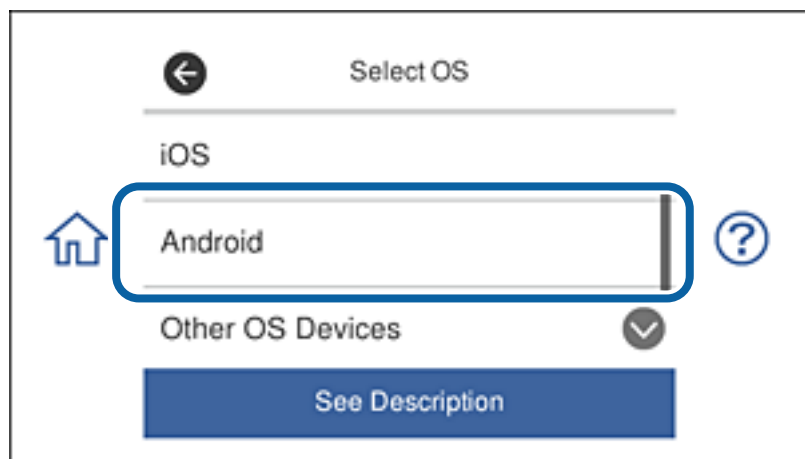 Select OS
iOS
Android
?
Other OS Devices
See Description